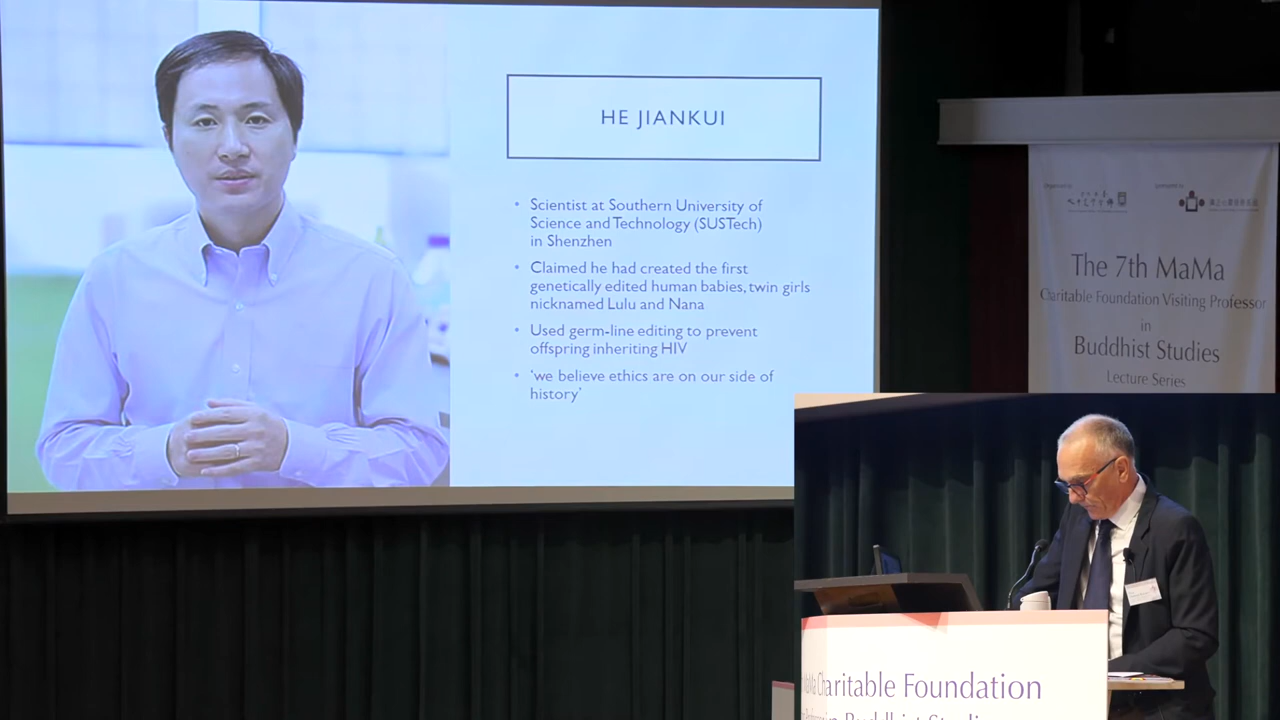 HE JIANKUI
• Scientist at Southern University of
Science and Technology (SUSTech)
in Shenzhen
• Claimed he had created the first
genetically edited human babies, twin girls
nicknamed Lulu and Nana
• Used germ-line editing to prevent
offspring inheriting HIV
• 'we believe ethics are on our side of
history'
The 7th MaMa
Charitable Foundation Visiting Professor
in
Buddhist Studies
Lecture Series
MaMa Charitable Foundation
Buddhist Studies